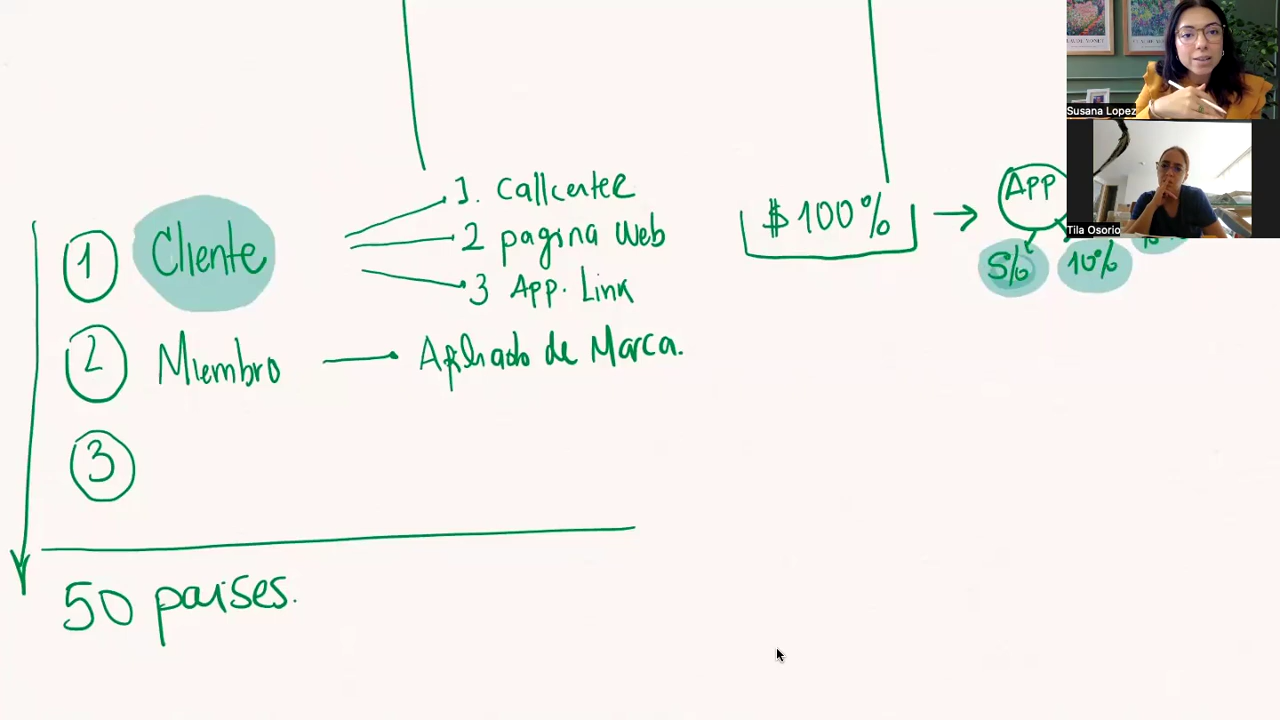 1 Cliente
1. Callcenter
2 pagina Web
3 App. Link
$ 100%
APP
5%
10%
2 Miembro
Afiliado de Marca.
3
50 paises.
Susana Lopez
Tila Osorio